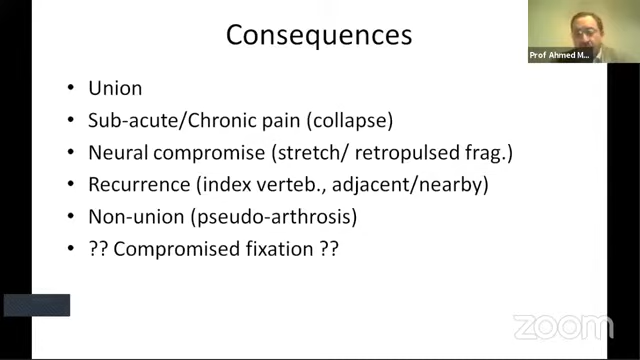 Consequences
Prof Ahmed M...
• Union
• Sub-acute/Chronic pain (collapse)
• Neural compromise (stretch/ retropulsed frag.)
• Recurrence (index verteb., adjacent/nearby)
• Non-union (pseudo-arthrosis)
• ?? Compromised fixation ??
zoom